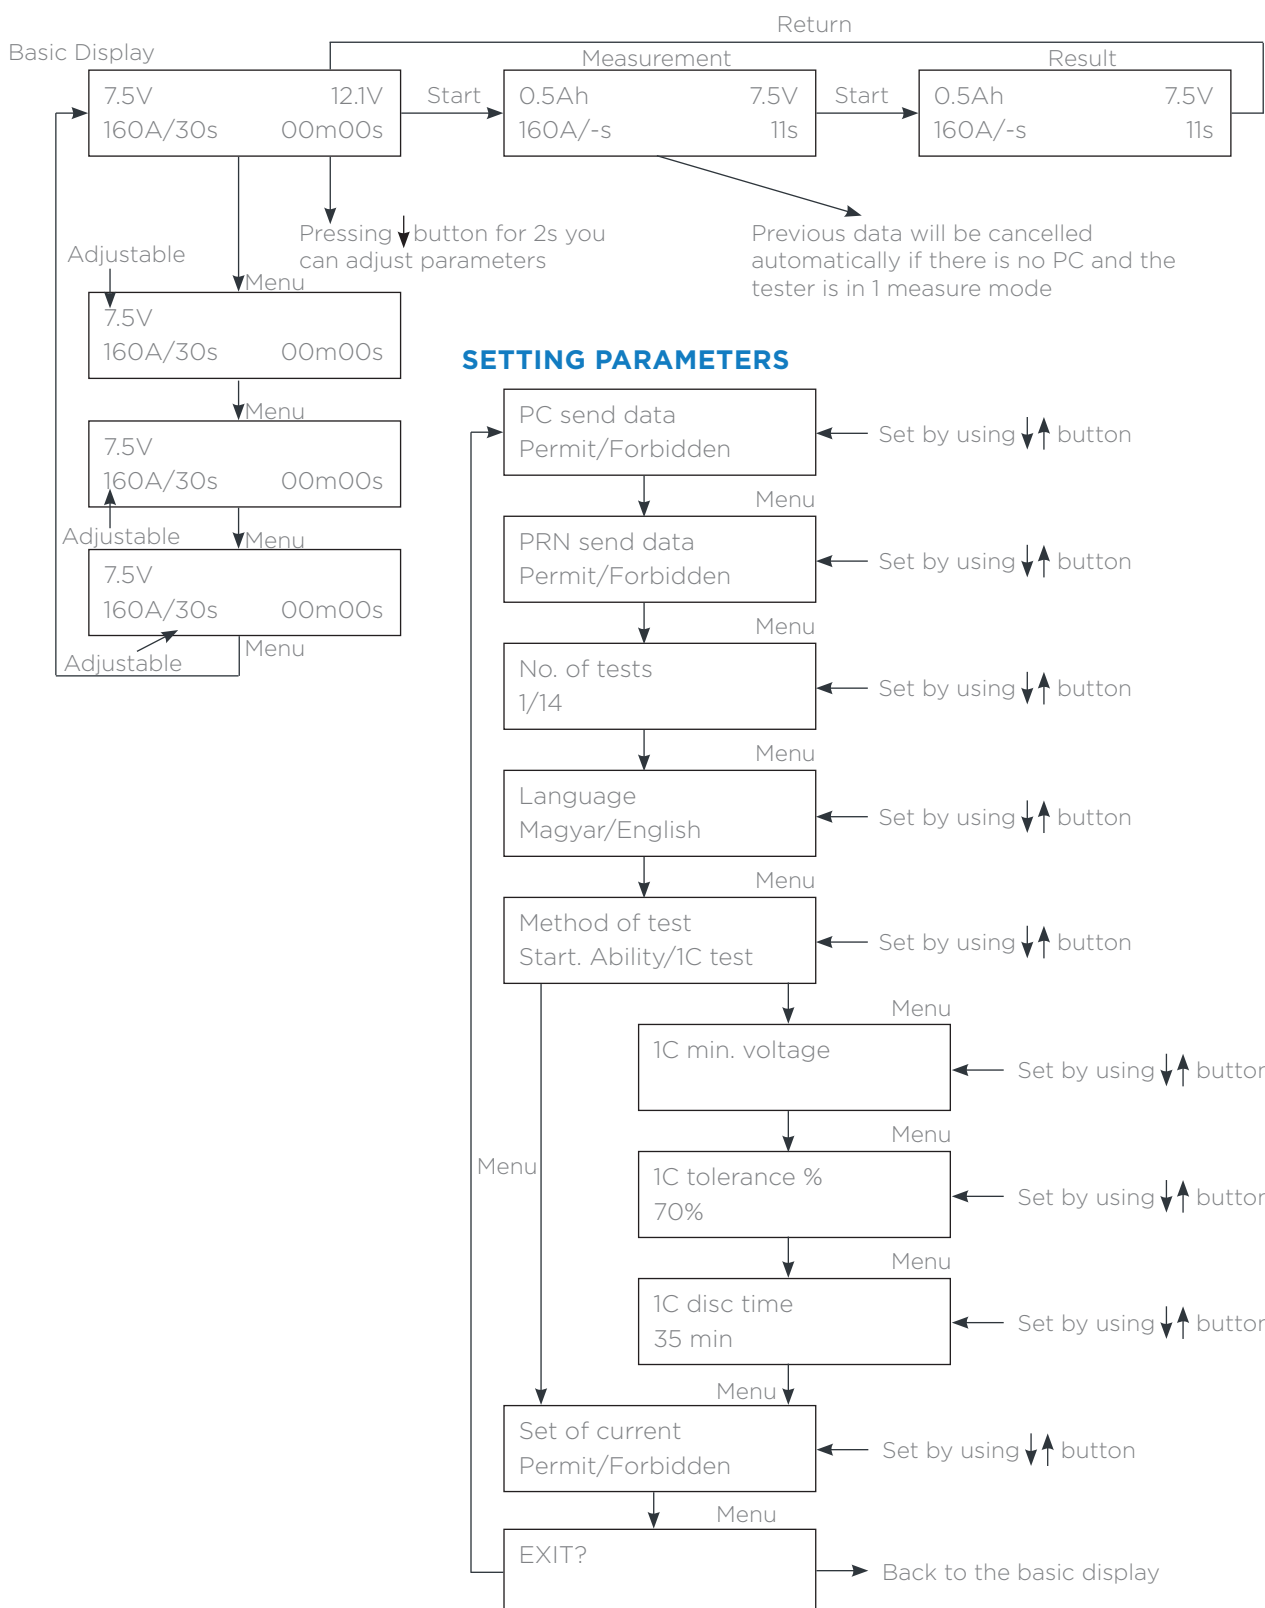 Return
Basic Display
Measurement
Result
7.5V 12.1V
160A/30s 00m00s
Start
0.5Ah 7.5V
160A/-s 11s
Start
0.5Ah 7.5V
160A/-s 11s
Pressing ↓ button for 2s you
can adjust parameters
Previous data will be cancelled
automatically if there is no PC and the
tester is in 1 measure mode
Adjustable
Menu
7.5V
160A/30s 00m00s
Menu
7.5V
160A/30s 00m00s
Adjustable
Menu
7.5V
160A/30s 00m00s
Adjustable
Menu
SETTING PARAMETERS
PC send data
Permit/Forbidden
Set by using ↓↑ button
Menu
PRN send data
Permit/Forbidden
Set by using ↓↑ button
Menu
No. of tests
1/14
Set by using ↓↑ button
Menu
Language
Magyar/English
Set by using ↓↑ button
Menu
Method of test
Start. Ability/1C test
Set by using ↓↑ button
Menu
1C min. voltage
Set by using ↓↑ buttor
Menu
Menu
1C tolerance %
70%
Set by using ↓↑ buttor
Menu
1C disc time
35 min
Set by using ↓↑ buttor
Menu
Set of current
Permit/Forbidden
Set by using ↓↑ button
Menu
EXIT?
Back to the basic display